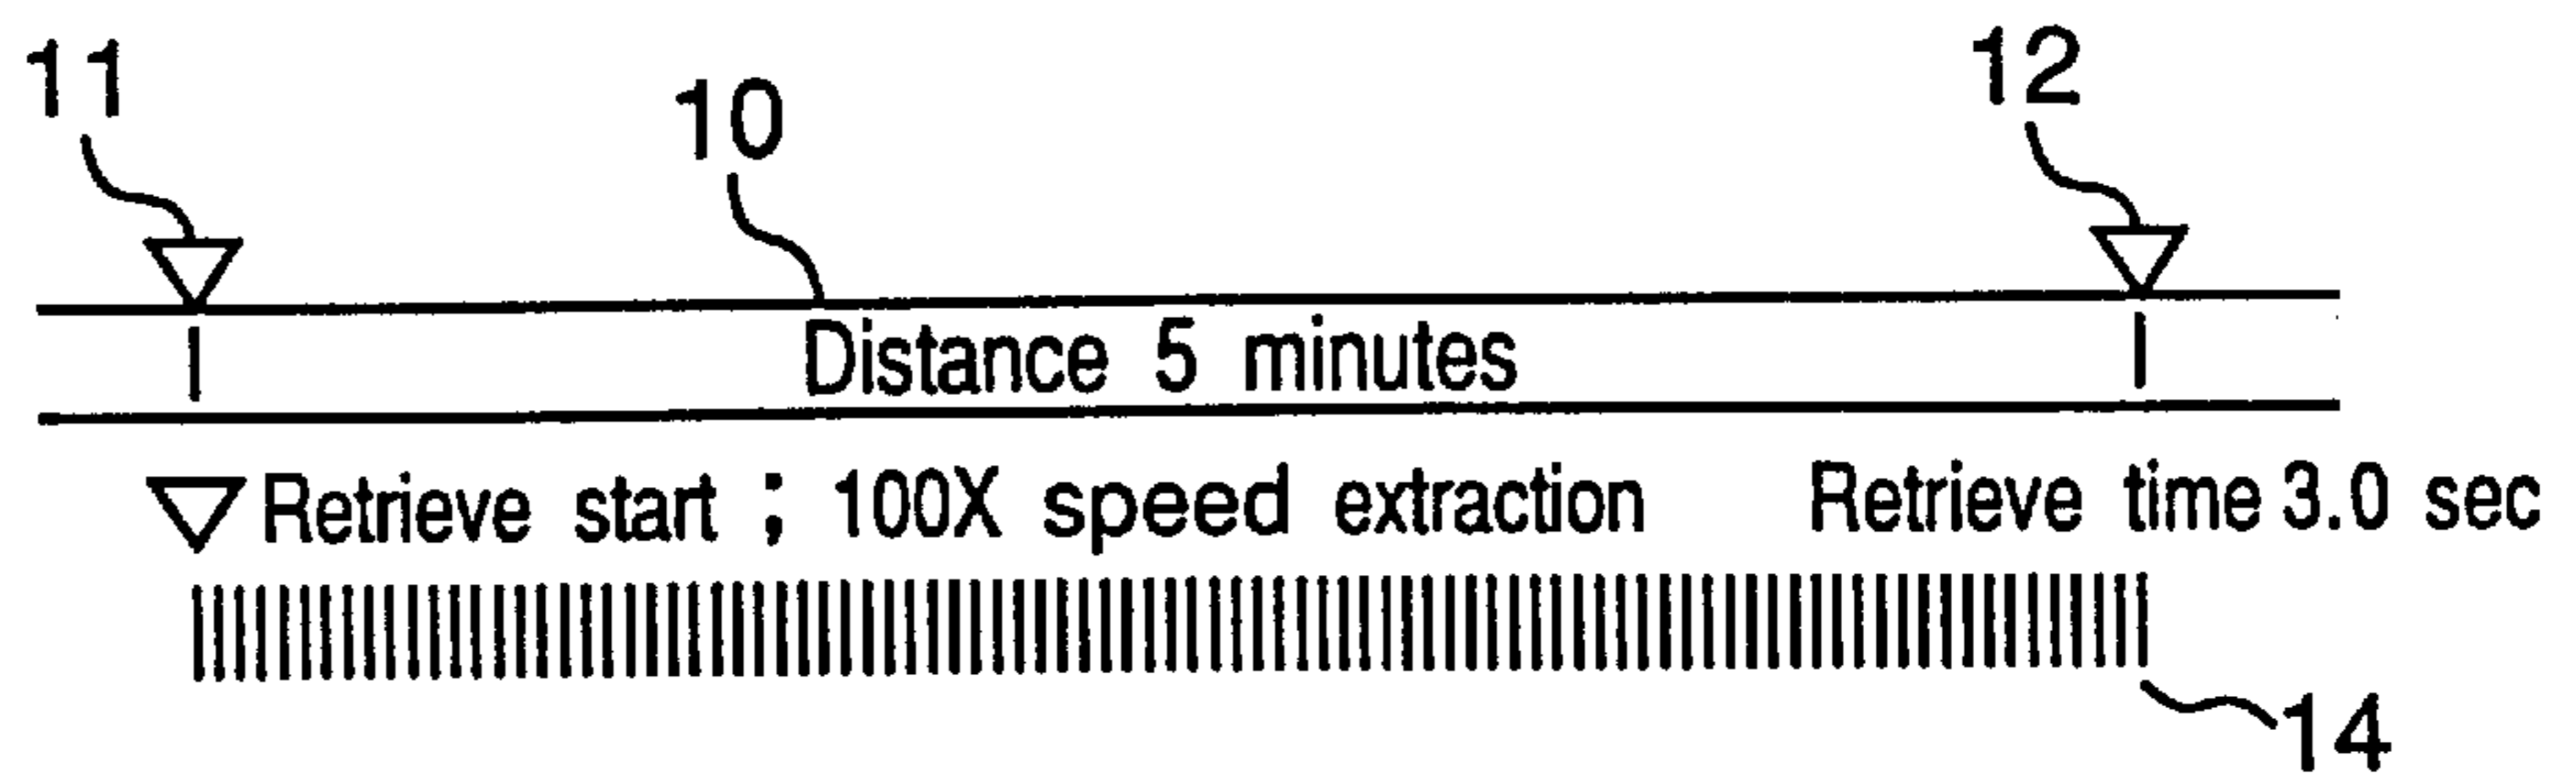 11
10
12
Distance 5 minutes
Retrieve start ; 100X speed extraction Retrieve time 3.0 sec
14